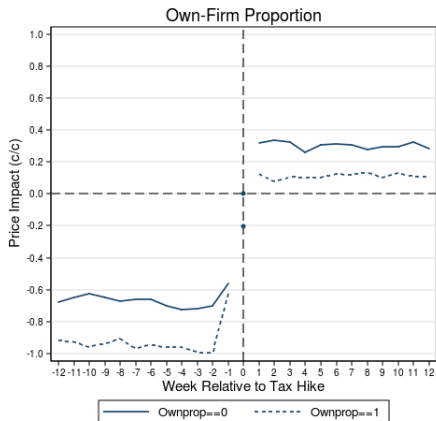 Own-Firm Proportion
Price Impact (c/c)
1.0
0.8
0.6
0.4
0.2
0.0
-0.2
-0.4
-0.6
-0.8
-1.0
-12 -11 -10 -9 -8 -7 -6 -5 -4 -3 -2 -1 0 1 2 3 4 5 6 7 8 9 10 11 12
Week Relative to Tax Hike
Ownprop==0 Ownprop==1